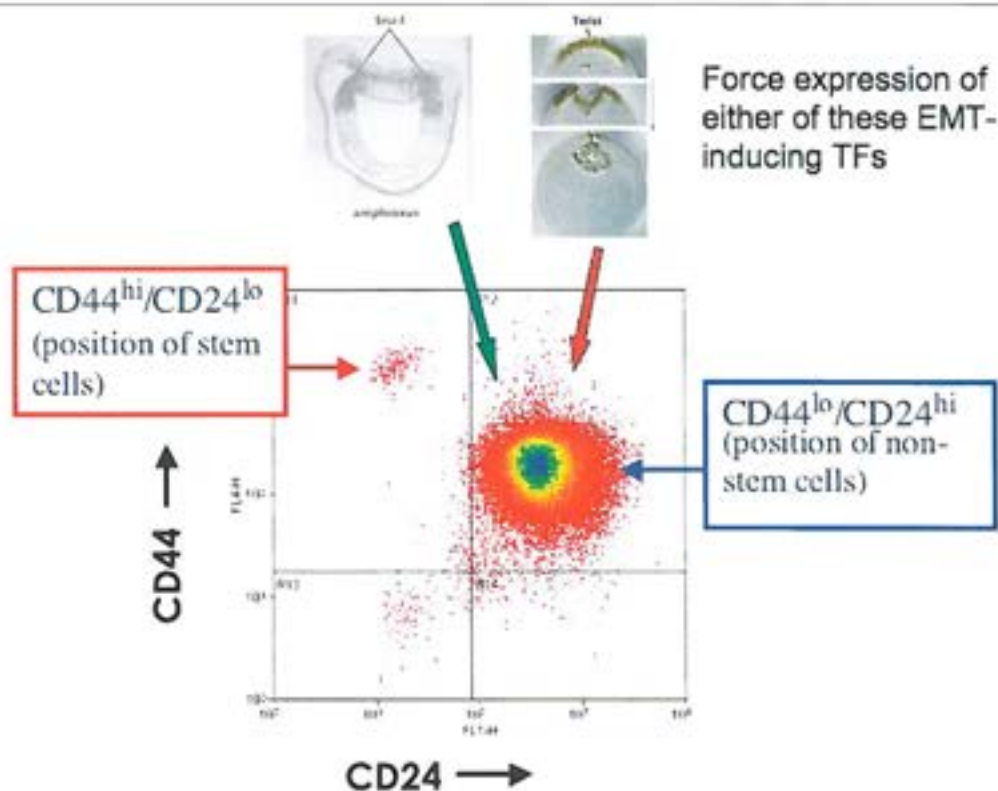 Twist
Force expression of
either of these EMT-
inducing TFs
amphioxus
CD44hi/CD24lo
(position of stem
cells)
CD44lo/CD24hi
(position of non-
stem cells)
CD44
CD24